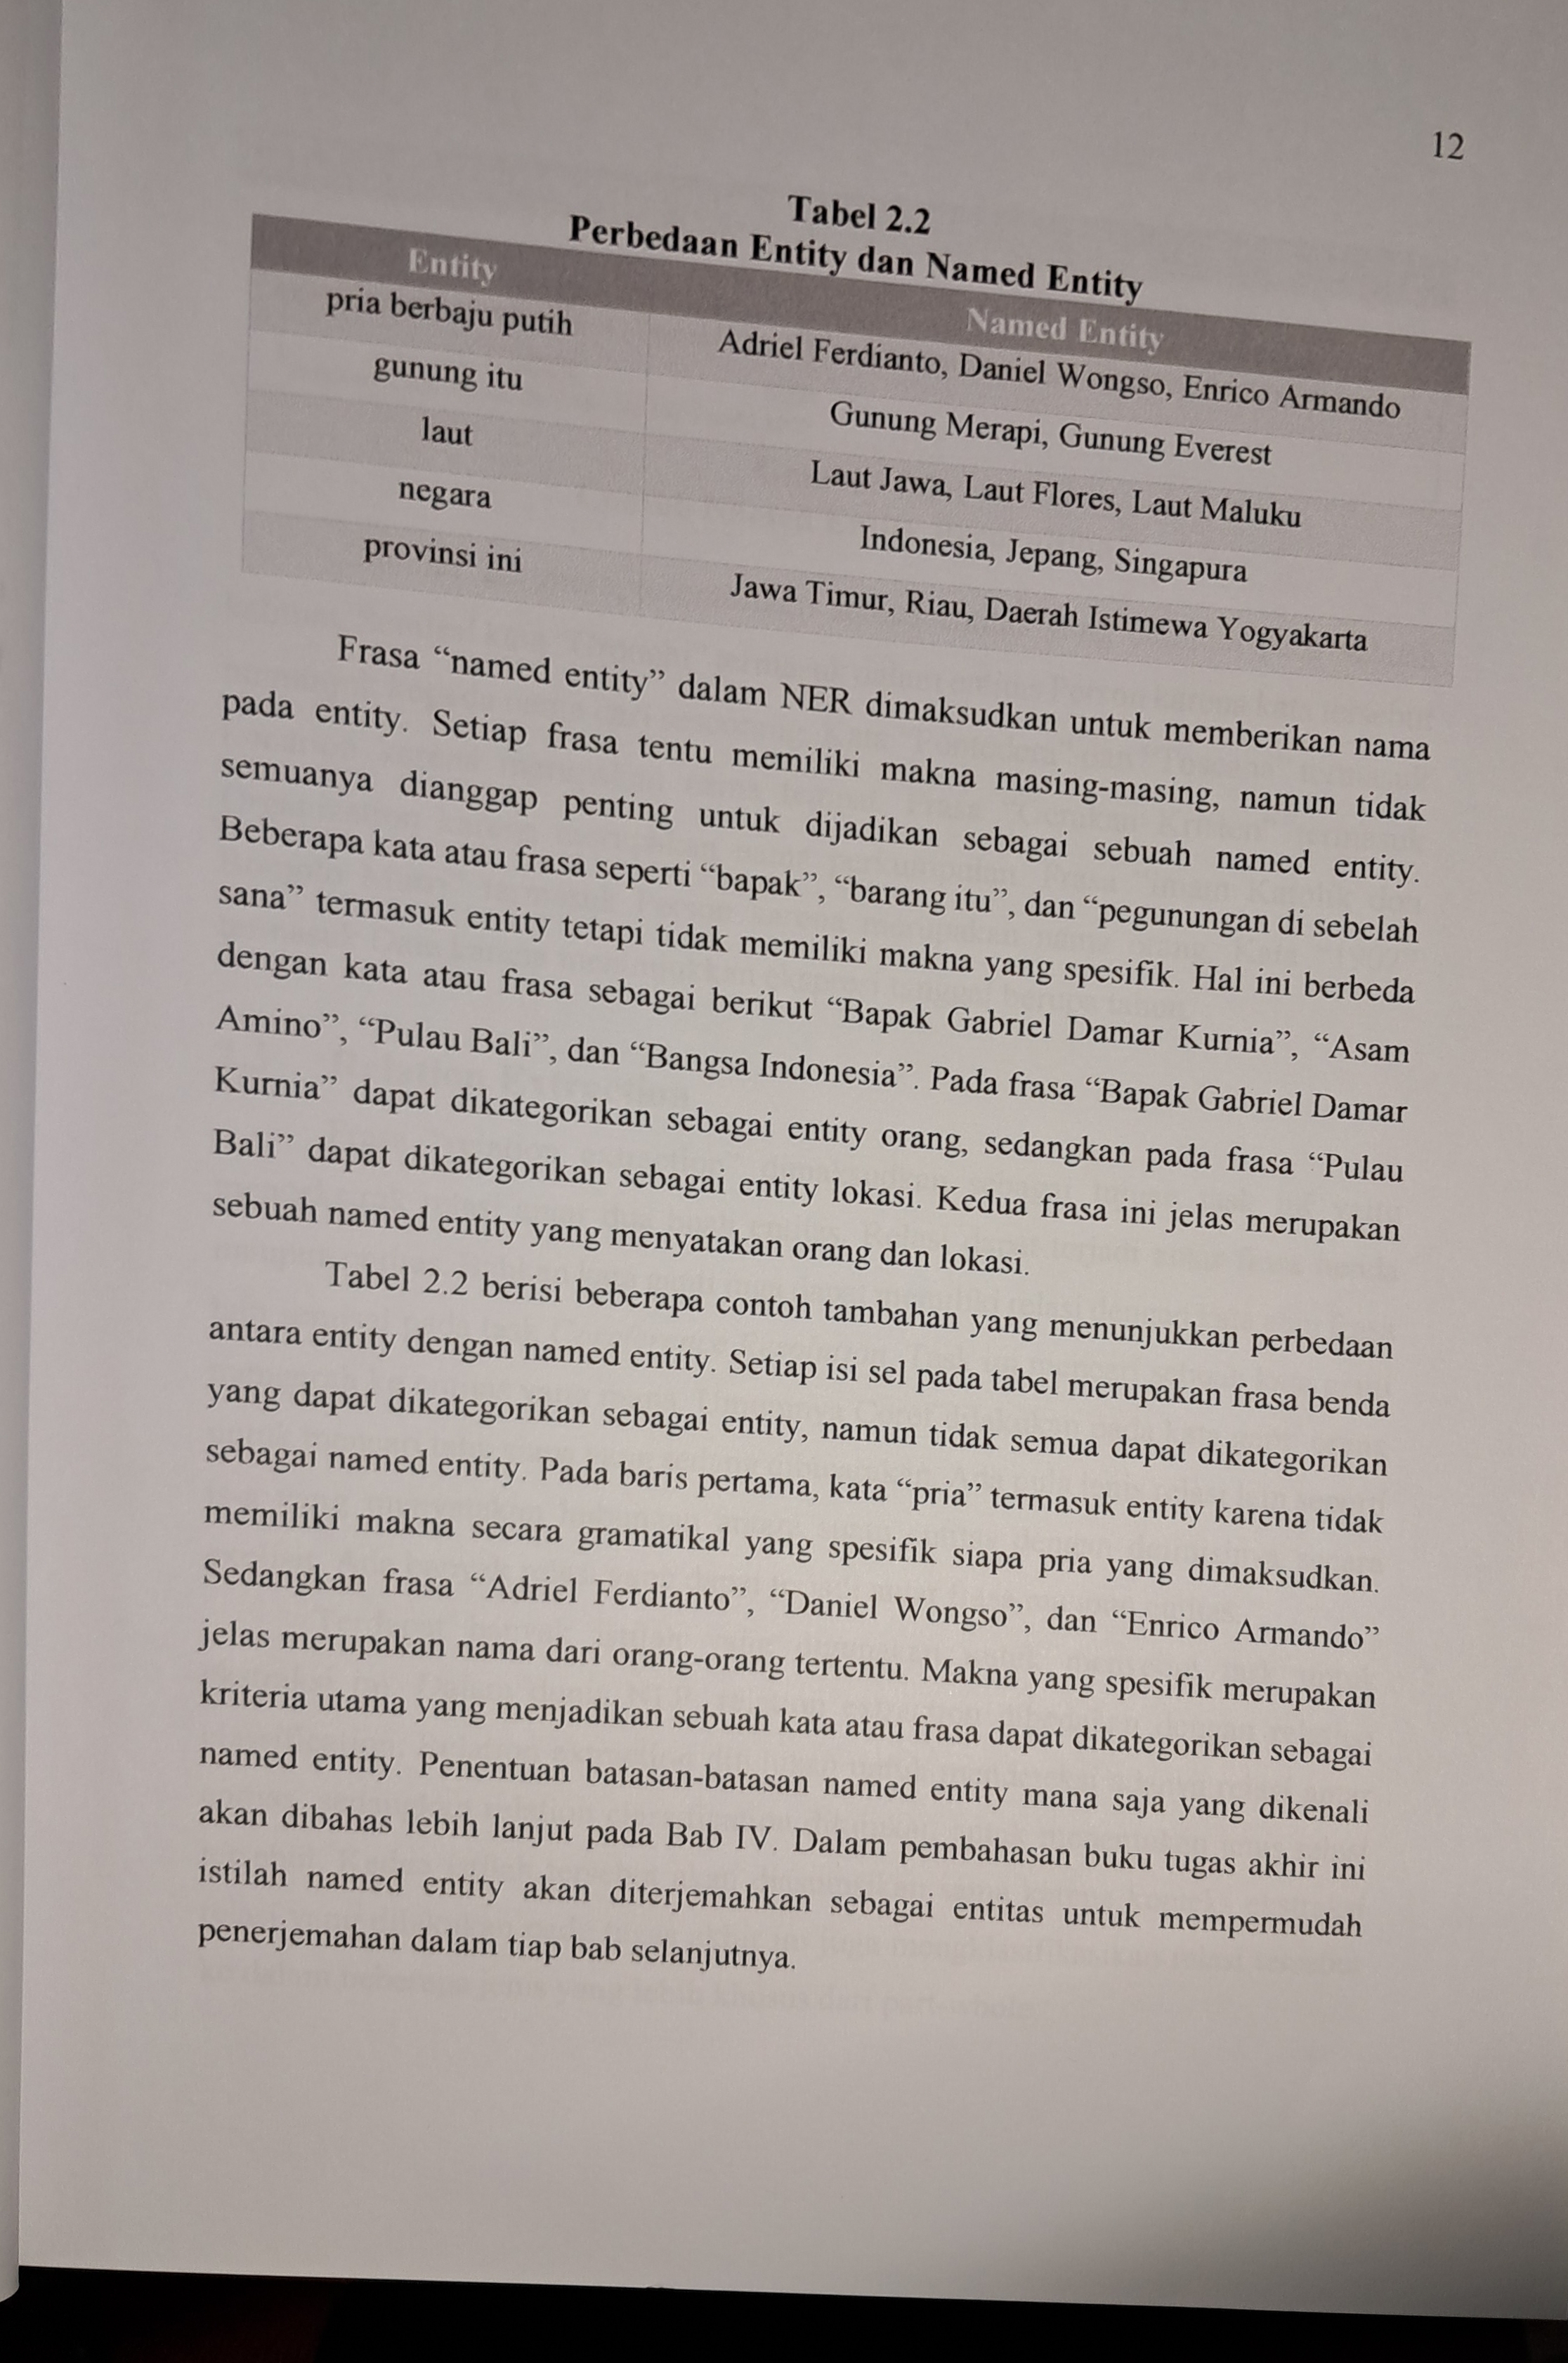 12
Tabel 2.2
Perbedaan Entity dan Named Entity
Entity Named Entity
pria berbaju putih Adriel Ferdianto, Daniel Wongso, Enrico Armando
gunung itu Gunung Merapi, Gunung Everest
laut Laut Jawa, Laut Flores, Laut Maluku
negara Indonesia, Jepang, Singapura
provinsi ini Jawa Timur, Riau, Daerah Istimewa Yogyakarta
Frasa “named entity” dalam NER dimaksudkan untuk memberikan nama
pada entity. Setiap frasa tentu memiliki makna masing-masing, namun tidak
semuanya dianggap penting untuk dijadikan sebagai sebuah named entity.
Beberapa kata atau frasa seperti “bapak”, “barang itu”, dan “pegunungan di sebelah
sana” termasuk entity tetapi tidak memiliki makna yang spesifik. Hal ini berbeda
dengan kata atau frasa sebagai berikut “Bapak Gabriel Damar Kurnia”, “Asam
Amino”, “Pulau Bali”, dan “Bangsa Indonesia”. Pada frasa “Bapak Gabriel Damar
Kurnia” dapat dikategorikan sebagai entity orang, sedangkan pada frasa “Pulau
Bali” dapat dikategorikan sebagai entity lokasi. Kedua frasa ini jelas merupakan
sebuah named entity yang menyatakan orang dan lokasi.
Tabel 2.2 berisi beberapa contoh tambahan yang menunjukkan perbedaan
antara entity dengan named entity. Setiap isi sel pada tabel merupakan frasa benda
yang dapat dikategorikan sebagai entity, namun tidak semua dapat dikategorikan
sebagai named entity. Pada baris pertama, kata “pria” termasuk entity karena tidak
memiliki makna secara gramatikal yang spesifik siapa pria yang dimaksudkan.
Sedangkan frasa “Adriel Ferdianto”, “Daniel Wongso”, dan “Enrico Armando”
jelas merupakan nama dari orang-orang tertentu. Makna yang spesifik merupakan
kriteria utama yang menjadikan sebuah kata atau frasa dapat dikategorikan sebagai
named entity. Penentuan batasan-batasan named entity mana saja yang dikenali
akan dibahas lebih lanjut pada Bab IV. Dalam pembahasan buku tugas akhir ini
istilah named entity akan diterjemahkan sebagai entitas untuk mempermudah
penerjemahan dalam tiap bab selanjutnya.